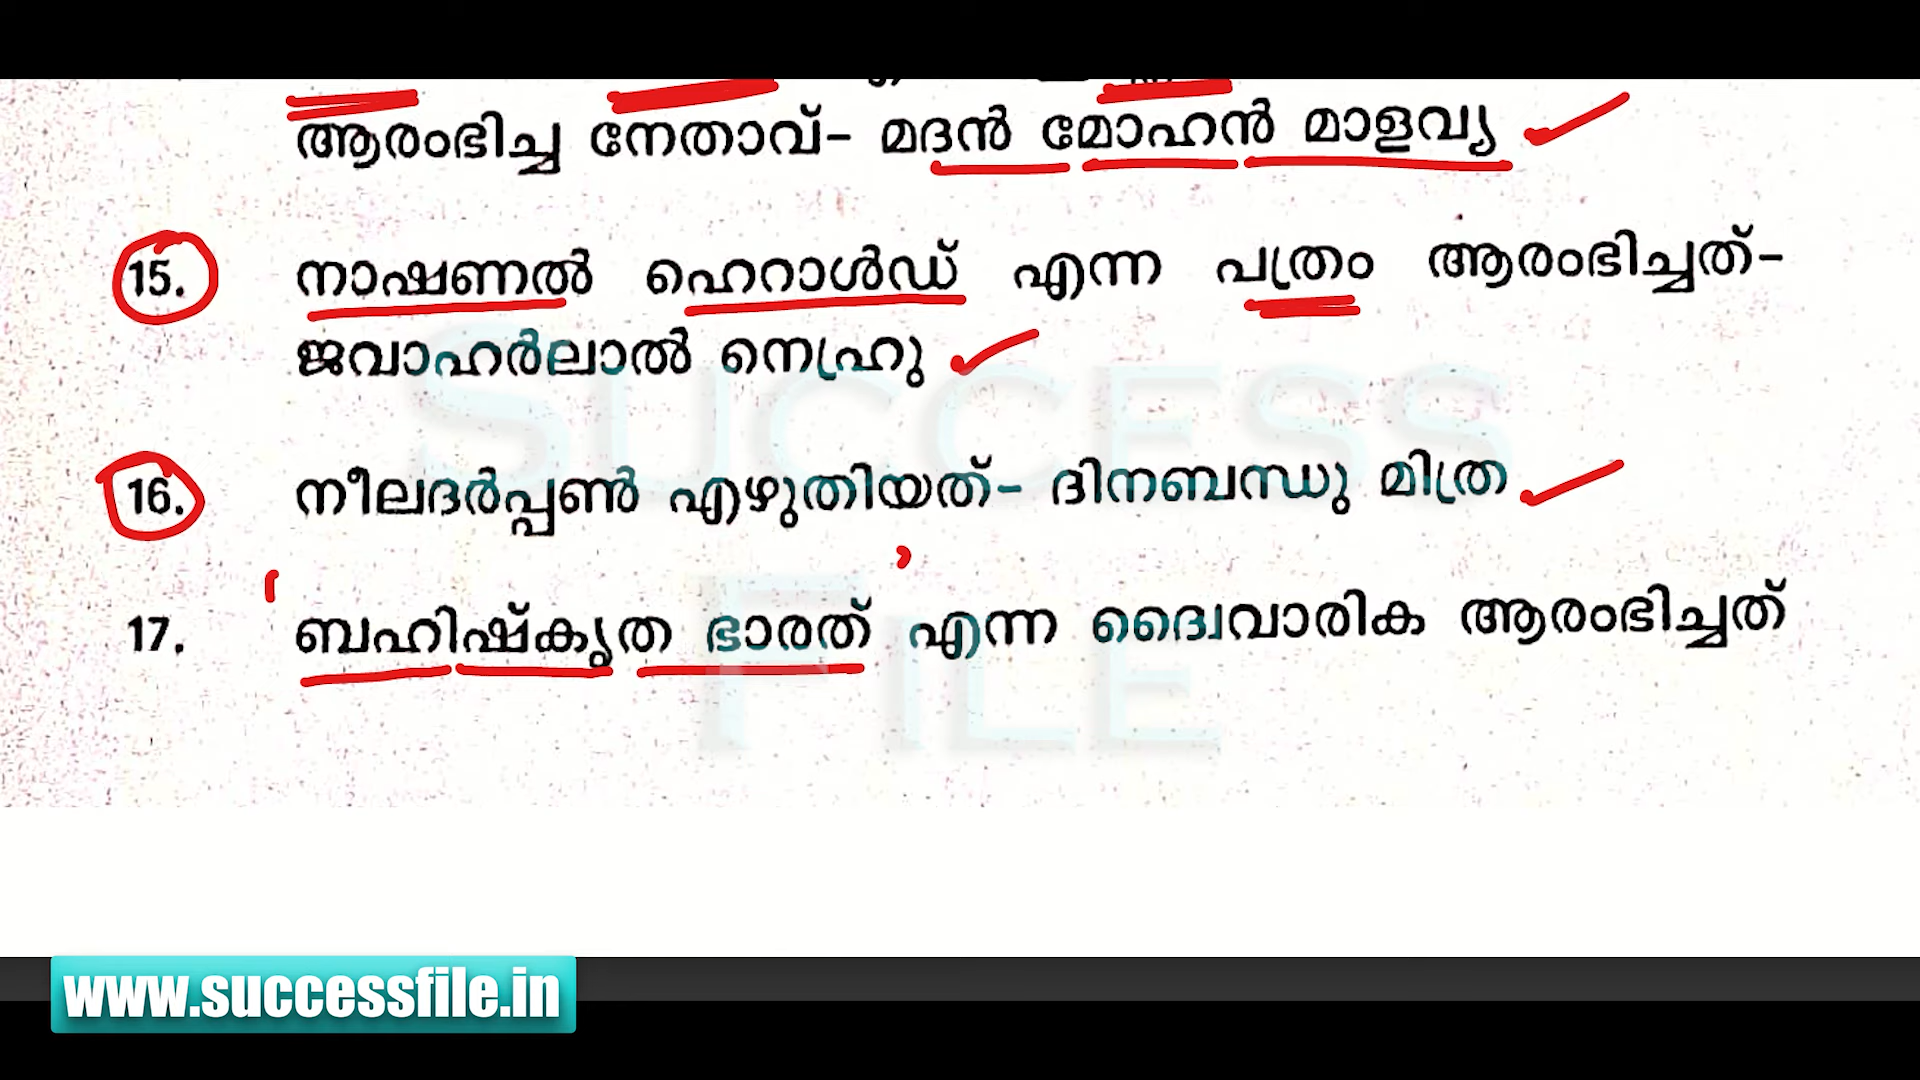 ആരംഭിച്ച നേതാവ്- മദൻ മോഹൻ മാളവ്യ
15. നാഷണൽ ഹെറാൾഡ് എന്ന പത്രം ആരംഭിച്ചത്-
ജവാഹർലാൽ നെഹ്രു
16. നീലദർപ്പൺ എഴുതിയത്- ദിനബന്ധു മിത്ര
17. 'ബഹിഷ്കൃത ഭാരത്' എന്ന ദ്വൈവാരിക ആരംഭിച്ചത്
SUCCESS
FILE
www.successfile.in